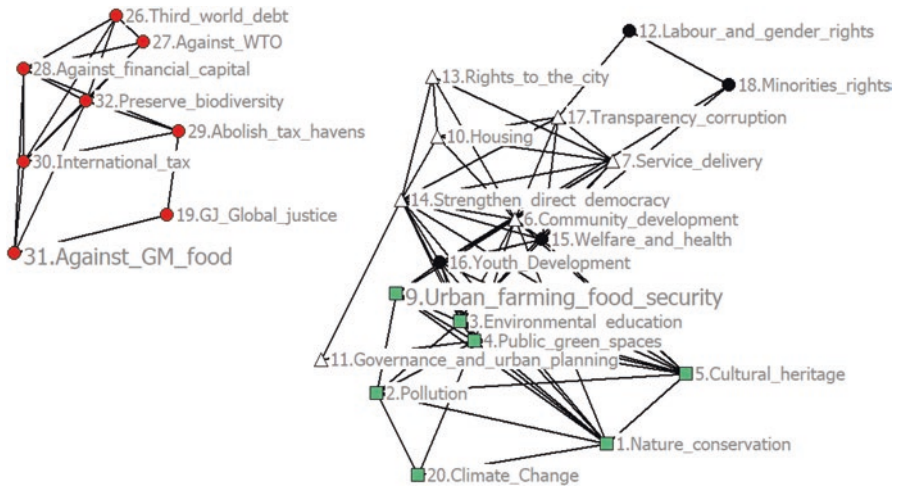 26.Third_world_debt
27.Against_WTO
28.Against_financial_capital
32.Preserve_biodiversity
29.Abolish_tax_havens
30.International_tax
19.GJ_Global_justice
31.Against_GM_food
12.Labour_and_gender_rights
13.Rights_to_the_city
18.Minorities_rights
17.Transparency_corruption
10.Housing
7.Service_delivery
14.Strengthen_direct_democracy
6.Community_development
15.Welfare_and_health
16.Youth_Development
9.Urban_farming_food_security
3.Environmental_education
4.Public_green_spaces
11.Governance_and_urban_planning
5.Cultural_heritage
2.Pollution
1.Nature_conservation
20.Climate_Change